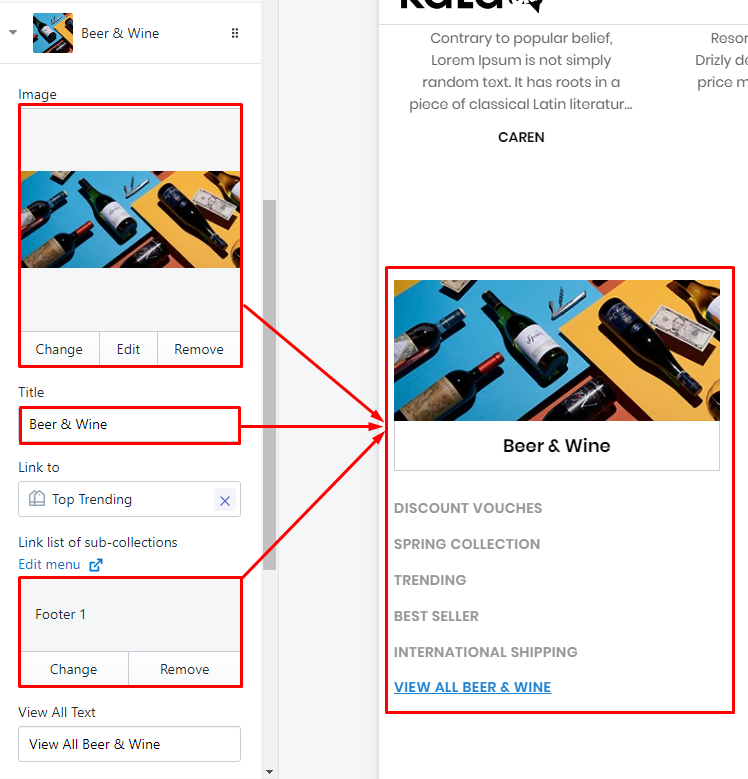 Beer & Wine
Image
Change
Edit
Remove
Title
Beer & Wine
Link to
Top Trending
Link list of sub-collections
Edit menu
Footer 1
Change
Remove
View All Text
View All Beer & Wine
Contrary to popular belief,
Lorem Ipsum is not simply
random text. It has roots in a
piece of classical Latin literatur...
CAREN
Resor
Drizly de
price m
Beer & Wine
DISCOUNT VOUCHES
SPRING COLLECTION
TRENDING
BEST SELLER
INTERNATIONAL SHIPPING
VIEW ALL BEER & WINE